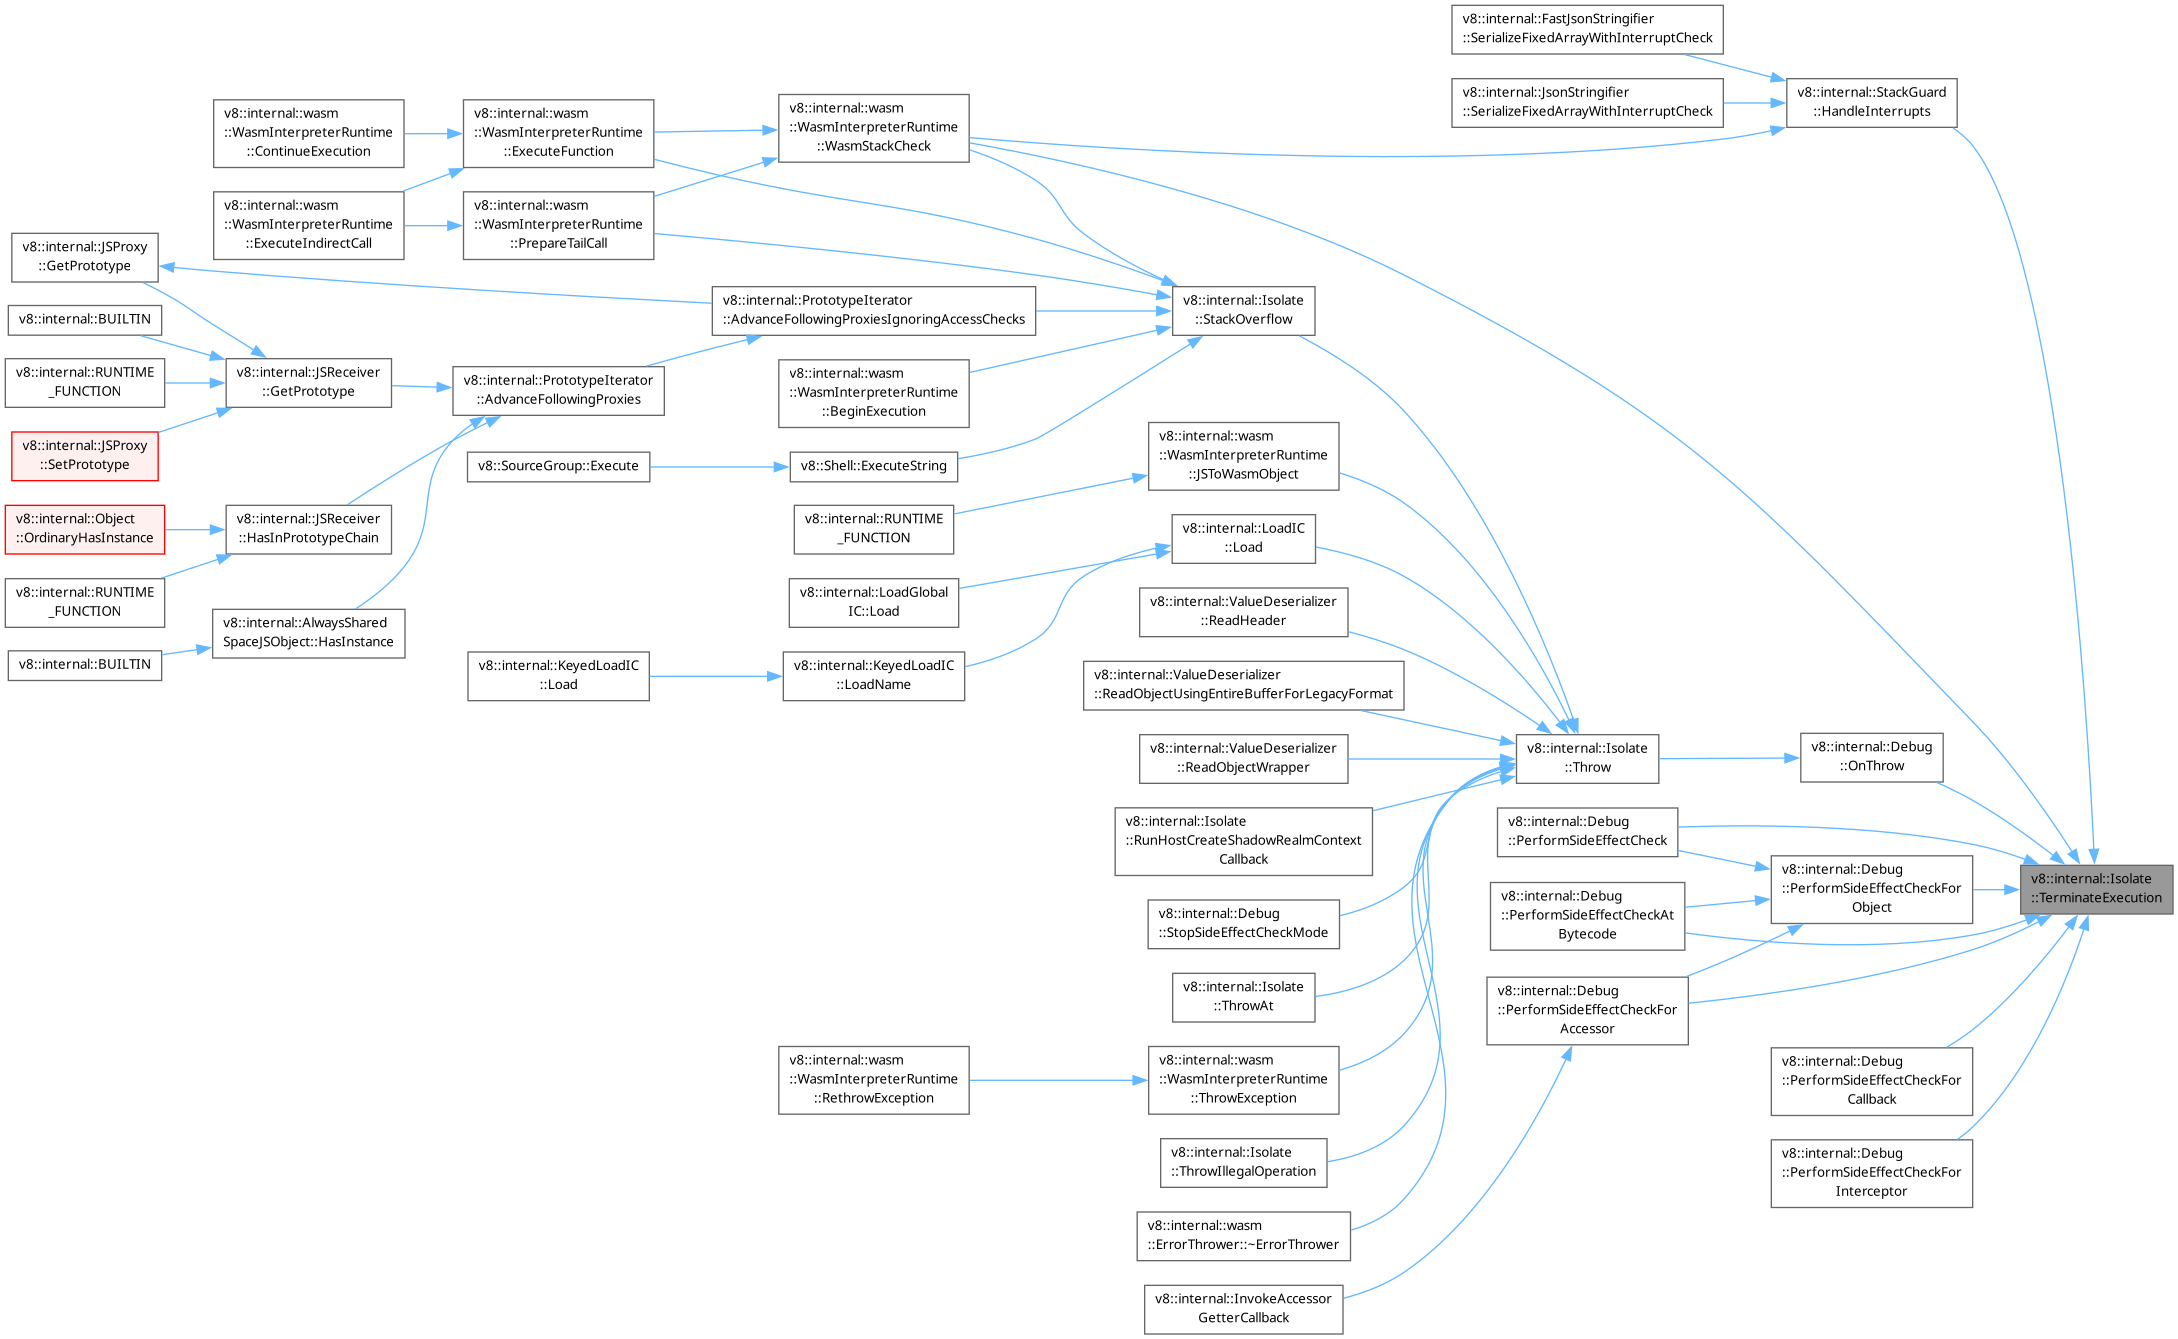 v8::internal::FastJsonStringifier
::SerializeFixedArrayWithInterruptCheck
v8::internal::JsonStringifier
::SerializeFixedArrayWithInterruptCheck
v8::internal::StackGuard
::HandleInterrupts
v8::internal::wasm
::WasmInterpreterRuntime
::ContinueExecution
v8::internal::wasm
::WasmInterpreterRuntime
::ExecuteFunction
v8::internal::wasm
::WasmInterpreterRuntime
::WasmStackCheck
v8::internal::wasm
::WasmInterpreterRuntime
::ExecuteIndirectCall
v8::internal::wasm
::WasmInterpreterRuntime
::PrepareTailCall
v8::internal::JSProxy
::GetPrototype
v8::internal::PrototypeIterator
::AdvanceFollowingProxiesIgnoringAccessChecks
v8::internal::Isolate
::StackOverflow
v8::internal::BUILTIN
v8::internal::RUNTIME
_FUNCTION
v8::internal::JSReceiver
::GetPrototype
v8::internal::PrototypeIterator
::AdvanceFollowingProxies
v8::internal::wasm
::WasmInterpreterRuntime
::BeginExecution
v8::internal::JSProxy
::SetPrototype
v8::SourceGroup::Execute
v8::Shell::ExecuteString
v8::internal::wasm
::WasmInterpreterRuntime
::JSToWasmObject
v8::internal::Object
::OrdinaryHasInstance
v8::internal::JSReceiver
::HasInPrototypeChain
v8::internal::RUNTIME
_FUNCTION
v8::internal::LoadIC
::Load
v8::internal::RUNTIME
_FUNCTION
v8::internal::LoadGlobal
IC::Load
v8::internal::ValueDeserializer
::ReadHeader
v8::internal::AlwaysShared
SpaceJSObject::HasInstance
v8::internal::BUILTIN
v8::internal::KeyedLoadIC
::Load
v8::internal::KeyedLoadIC
::LoadName
v8::internal::ValueDeserializer
::ReadObjectUsingEntireBufferForLegacyFormat
v8::internal::ValueDeserializer
::ReadObjectWrapper
v8::internal::Isolate
::Throw
v8::internal::Debug
::OnThrow
v8::internal::Isolate
::RunHostCreateShadowRealmContext
Callback
v8::internal::Debug
::PerformSideEffectCheck
v8::internal::Debug
::PerformSideEffectCheckFor
Object
v8::internal::Isolate
::TerminateExecution
v8::internal::Debug
::PerformSideEffectCheckAt
Bytecode
v8::internal::Debug
::StopSideEffectCheckMode
v8::internal::Isolate
::ThrowAt
v8::internal::Debug
::PerformSideEffectCheckFor
Accessor
v8::internal::wasm
::WasmInterpreterRuntime
::RethrowException
v8::internal::wasm
::WasmInterpreterRuntime
::ThrowException
v8::internal::Debug
::PerformSideEffectCheckFor
Callback
v8::internal::Isolate
::ThrowIllegalOperation
v8::internal::Debug
::PerformSideEffectCheckFor
Interceptor
v8::internal::wasm
::ErrorThrower::~ErrorThrower
v8::internal::InvokeAccessor
GetterCallback